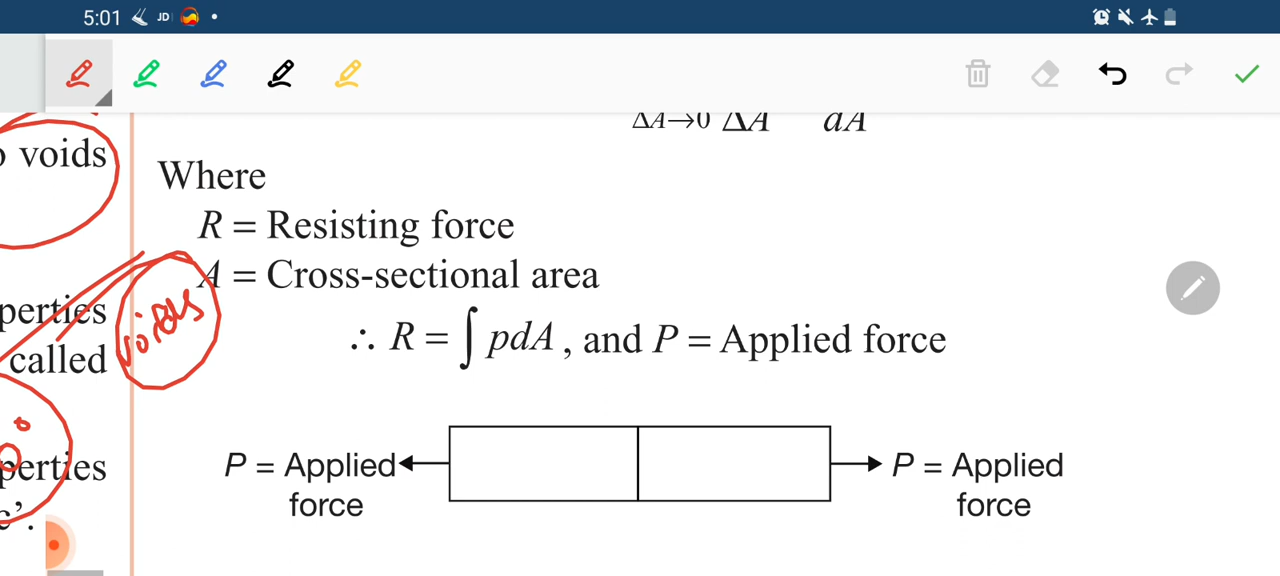 5:01 JD
ΔA→0 ΔA dA
voids
Where
R = Resisting force
A = Cross-sectional area
perties
voids
called
∴ R = ∫ pdA , and P = Applied force
P = Applied
force
P = Applied
force
perties